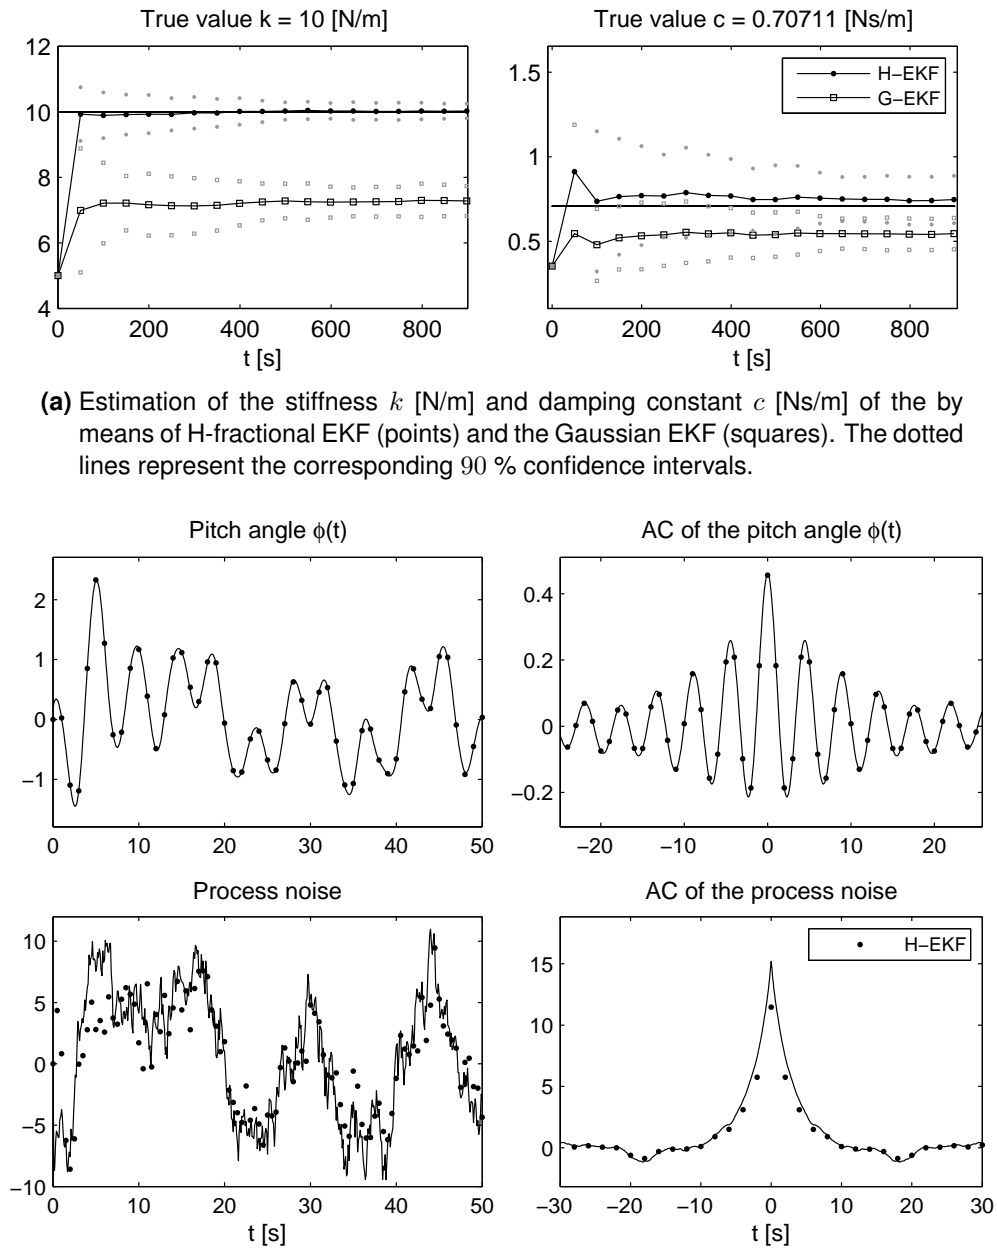 True value k = 10 [N/m]
12
10
8
6
4
0 200 400 600 800
t [s]
True value c = 0.70711 [Ns/m]
1.5
1
0.5
0 200 400 600 800
t [s]
H−EKF
G−EKF
(a) Estimation of the stiffness k [N/m] and damping constant c [Ns/m] of the by
means of H-fractional EKF (points) and the Gaussian EKF (squares). The dotted
lines represent the corresponding 90 % confidence intervals.
Pitch angle ϕ(t)
2
1
0
−1
0 10 20 30 40 50
AC of the pitch angle ϕ(t)
0.4
0.2
0
−0.2
−20 −10 0 10 20
Process noise
10
5
0
−5
−10
0 10 20 30 40 50
t [s]
AC of the process noise
H−EKF
15
10
5
0
−30 −20 −10 0 10 20 30
t [s]